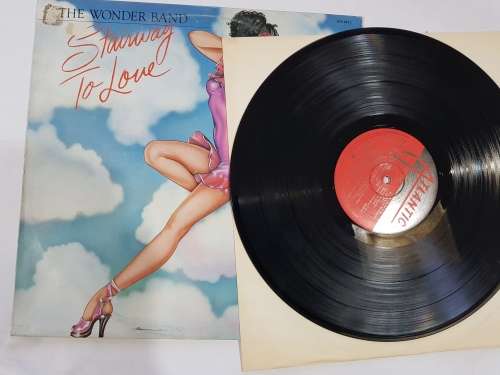 THE WONDER BAND
Stairway
To Love
ATLANTIC